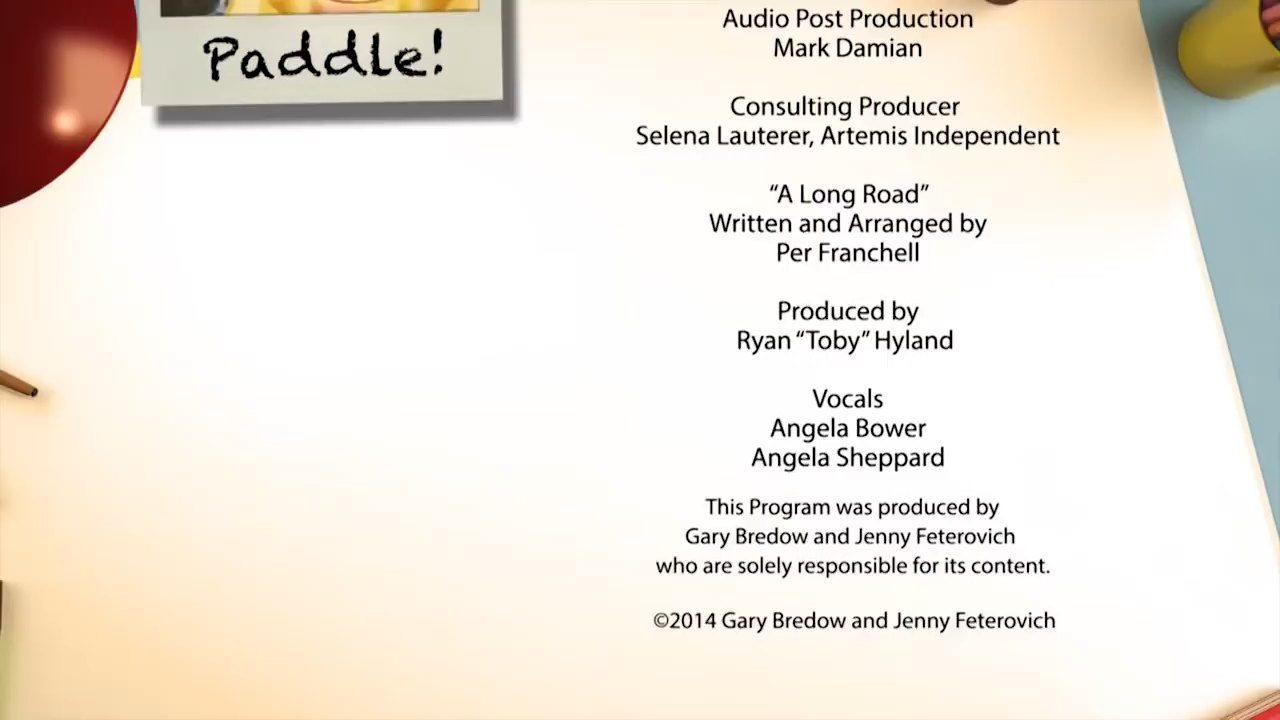 Paddle!
Audio Post Production
Mark Damian
Consulting Producer
Selena Lauterer, Artemis Independent
“A Long Road”
Written and Arranged by
Per Franchell
Produced by
Ryan “Toby” Hyland
Vocals
Angela Bower
Angela Sheppard
This Program was produced by
Gary Bredow and Jenny Feterovich
who are solely responsible for its content.
©2014 Gary Bredow and Jenny Feterovich